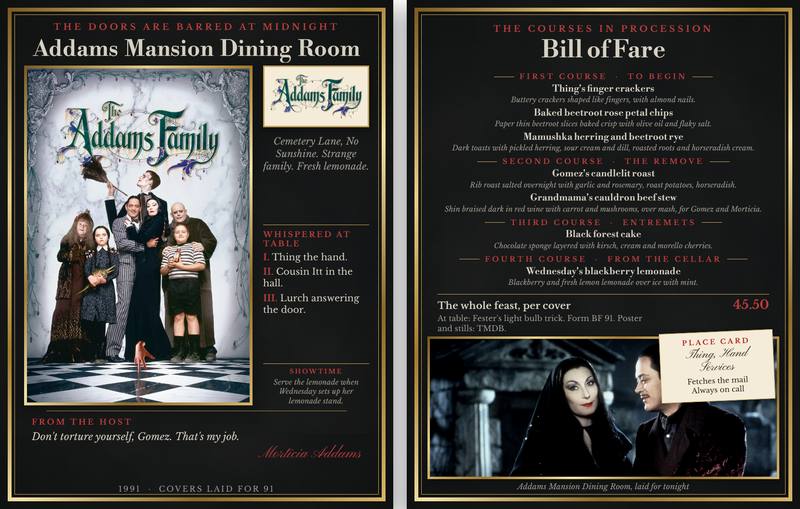 THE DOORS ARE BARRED AT MIDNIGHT
Addams Mansion Dining Room
The
Addams Family
The
Addams Family
Cemetery Lane, No
Sunshine. Strange
family. Fresh lemonade.
WHISPERED AT
TABLE
I. Thing the hand.
II. Cousin Itt in the
hall.
III. Lurch answering
the door.
SHOWTIME
Serve the lemonade when
Wednesday sets up her
lemonade stand.
FROM THE HOST
Don't torture yourself, Gomez. That's my job.
Morticia Addams
1991 · COVERS LAID FOR 91
THE COURSES IN PROCESSION
Bill of Fare
FIRST COURSE · TO BEGIN
Thing's finger crackers
Buttery crackers shaped like fingers, with almond nails.
Baked beetroot rose petal chips
Paper thin beetroot slices baked crisp with olive oil and flaky salt.
Mamushka herring and beetroot rye
Dark toasts with pickled herring, sour cream and dill, roasted roots and horseradish cream.
SECOND COURSE · THE REMOVE
Gomez's candlelit roast
Rib roast salted overnight with garlic and rosemary, roast potatoes, horseradish.
Grandmama's cauldron beef stew
Shin braised dark in red wine with carrot and mushrooms, over mash, for Gomez and Morticia.
THIRD COURSE · ENTREMETS
Black forest cake
Chocolate sponge layered with kirsch, cream and morello cherries.
FOURTH COURSE · FROM THE CELLAR
Wednesday's blackberry lemonade
Blackberry and fresh lemon lemonade over ice with mint.
The whole feast, per cover 45.50
At table: Fester's light bulb trick. Form BF 91. Poster
and stills: TMDB.
PLACE CARD
Thing, Hand
Services
Fetches the mail
Always on call
Addams Mansion Dining Room, laid for tonight